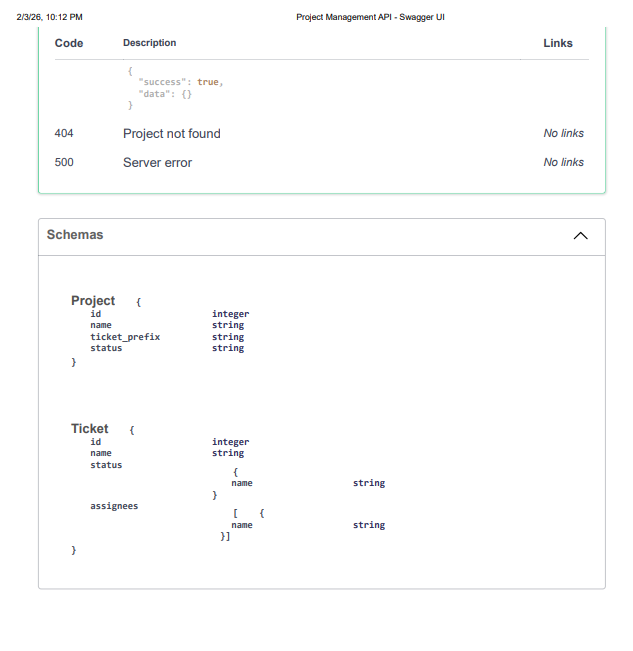 2/3/26, 10:12 PM Project Management API - Swagger UI
Code Description Links
{
"success": true,
"data": {}
}
404 Project not found No links
500 Server error No links
Schemas
Project {
id integer
name string
ticket_prefix string
status string
}
Ticket {
id integer
name string
status
{
name string
}
assignees
[ {
name string
}]
}